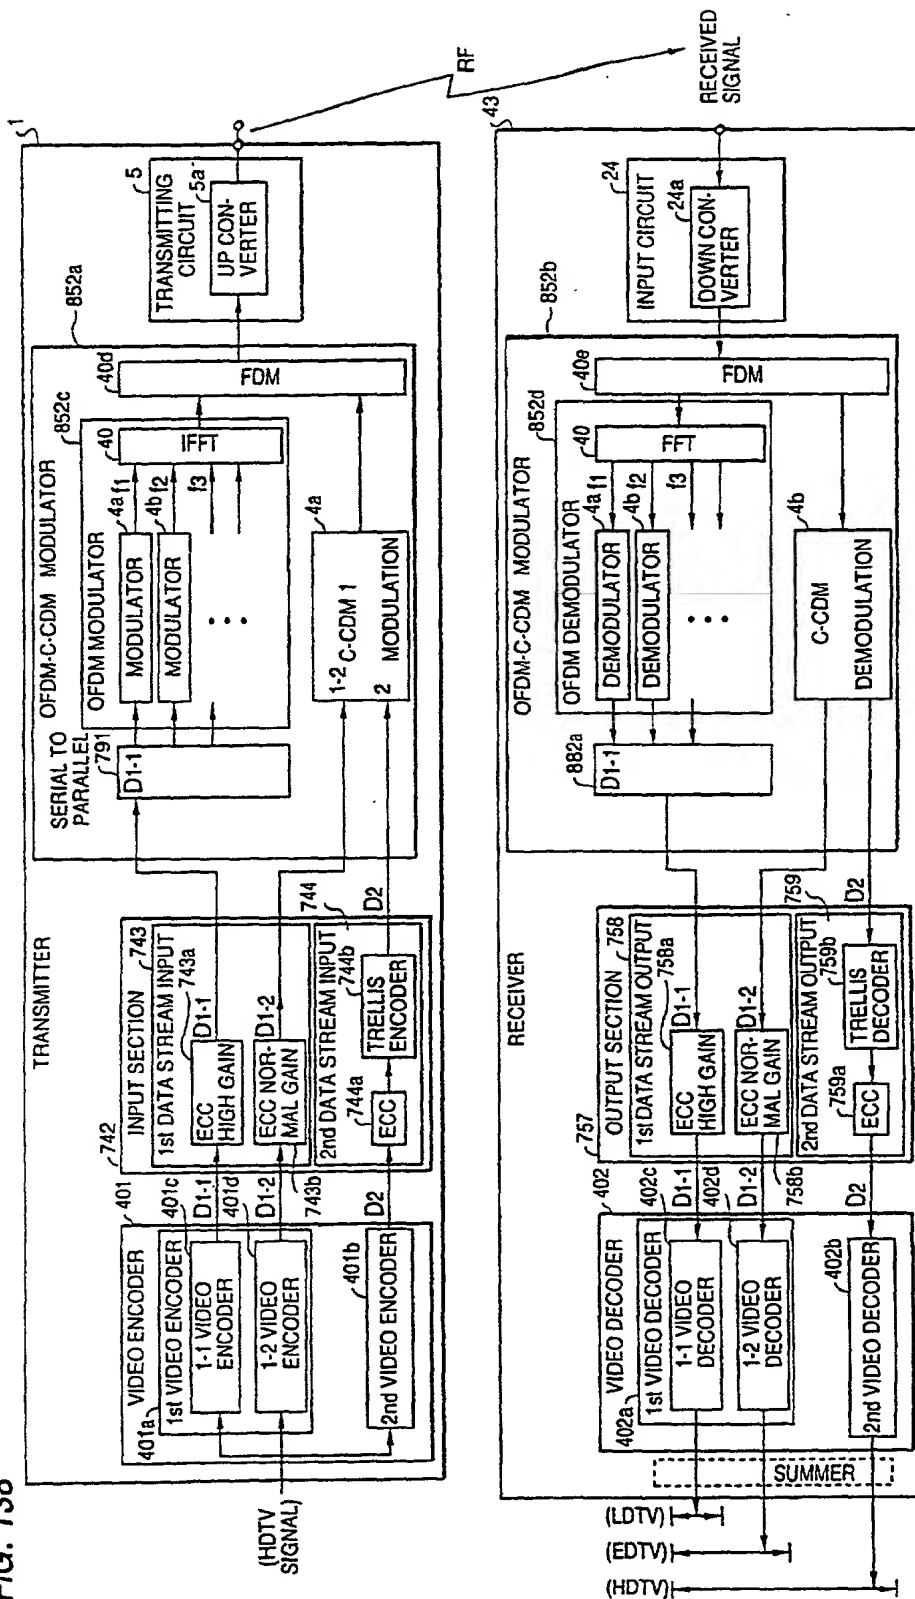 FIG. 138
TRANSMITTER
1
(HDTV
SIGNAL)
VIDEO ENCODER
401
401a
1st VIDEO ENCODER
401c
1-1 VIDEO
ENCODER
401d
1-2 VIDEO
ENCODER
401b
2nd VIDEO ENCODER
D1-1
D1-2
D2
742
INPUT SECTION
743
1st DATA STREAM INPUT
743a
ECC
HIGH GAIN
D1-1
ECC NOR-
MAL GAIN
D1-2
743b
744
2nd DATA STREAM INPUT
744a
ECC
744b
TRELLIS
ENCODER
D2
852a
OFDM-C-CDM MODULATOR
SERIAL TO
PARALLEL
791
D1-1
852c
OFDM MODULATOR
MODULATOR
4a
f1
MODULATOR
4b
f2
f3
40
IFFT
4a
1-2
C-CDM 1
2
MODULATION
40d
FDM
5
TRANSMITTING
CIRCUIT
5a
UP CON-
VERTER
RF
RECEIVED
SIGNAL
RECEIVER
43
24
INPUT CIRCUIT
24a
DOWN CON-
VERTER
852b
OFDM-C-CDM MODULATOR
40e
FDM
852d
OFDM DEMODULATOR
40
FFT
DEMODULATOR
4a
f1
DEMODULATOR
4b
f2
f3
882a
D1-1
4b
C-CDM
DEMODULATION
757
OUTPUT SECTION
758
1st DATA STREAM OUTPUT
758a
ECC
HIGH GAIN
D1-1
ECC NOR-
MAL GAIN
D1-2
758b
759
2nd DATA STREAM OUTPUT
759a
ECC
759b
TRELLIS
DECODER
D2
D1-1
D1-2
D2
VIDEO DECODER
402
402a
1st VIDEO DECODER
402c
1-1 VIDEO
DECODER
402d
1-2 VIDEO
DECODER
402b
2nd VIDEO DECODER
SUMMER
(LDTV)
(EDTV)
(HDTV)